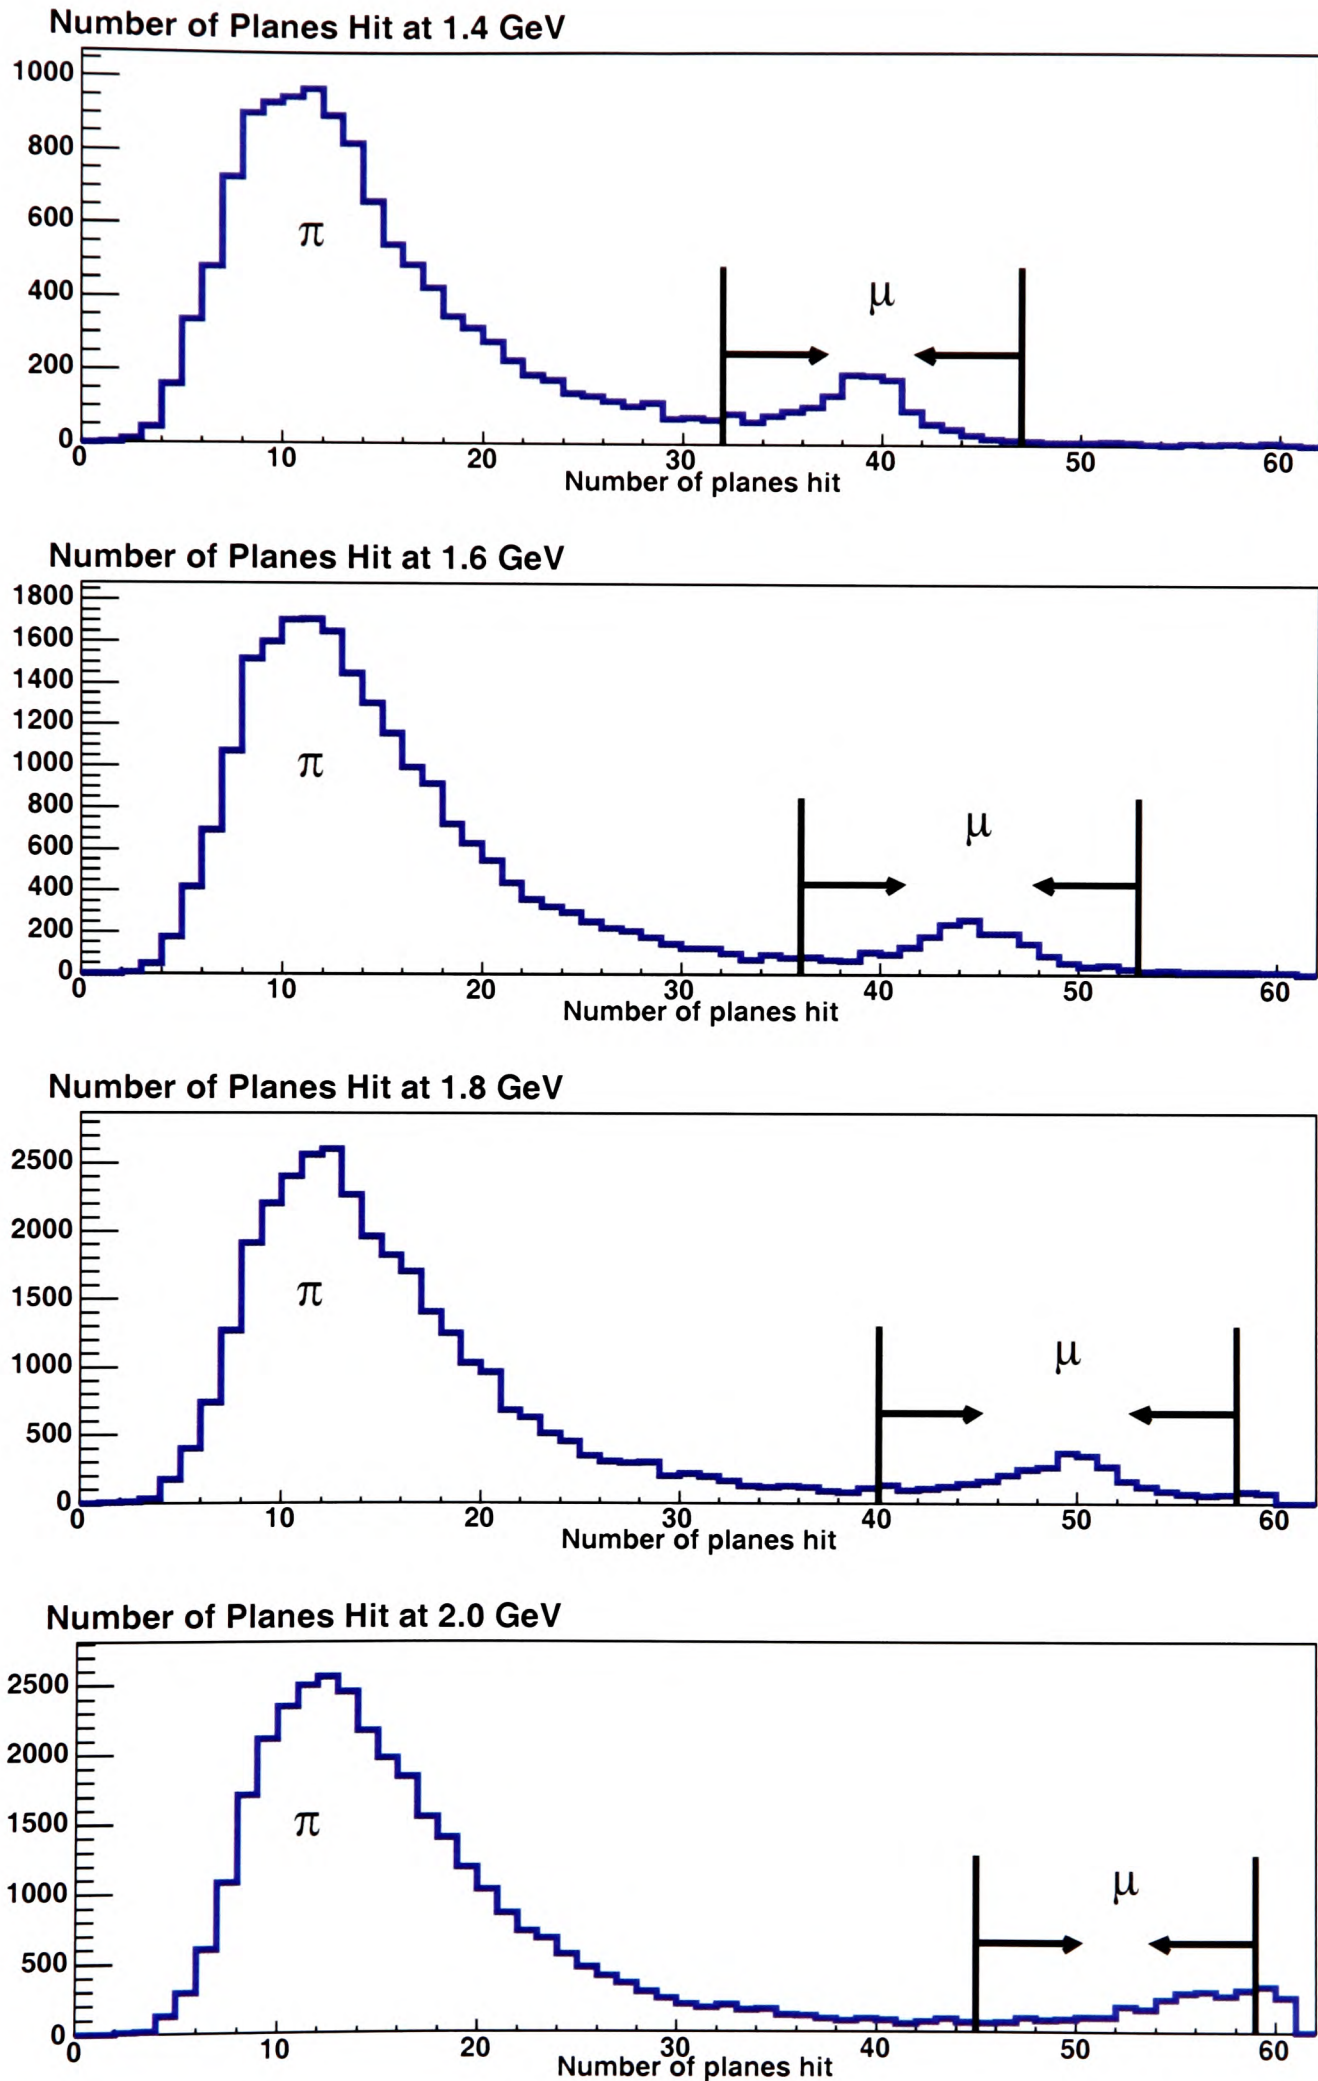 Number of Planes Hit at 1.4 GeV
1000
800
600
400
200
0
π
μ
0 10 20 30 40 50 60
Number of planes hit
Number of Planes Hit at 1.6 GeV
1800
1600
1400
1200
1000
800
600
400
200
0
π
μ
0 10 20 30 40 50 60
Number of planes hit
Number of Planes Hit at 1.8 GeV
2500
2000
1500
1000
500
0
π
μ
0 10 20 30 40 50 60
Number of planes hit
Number of Planes Hit at 2.0 GeV
2500
2000
1500
1000
500
0
π
μ
0 10 20 30 40 50 60
Number of planes hit